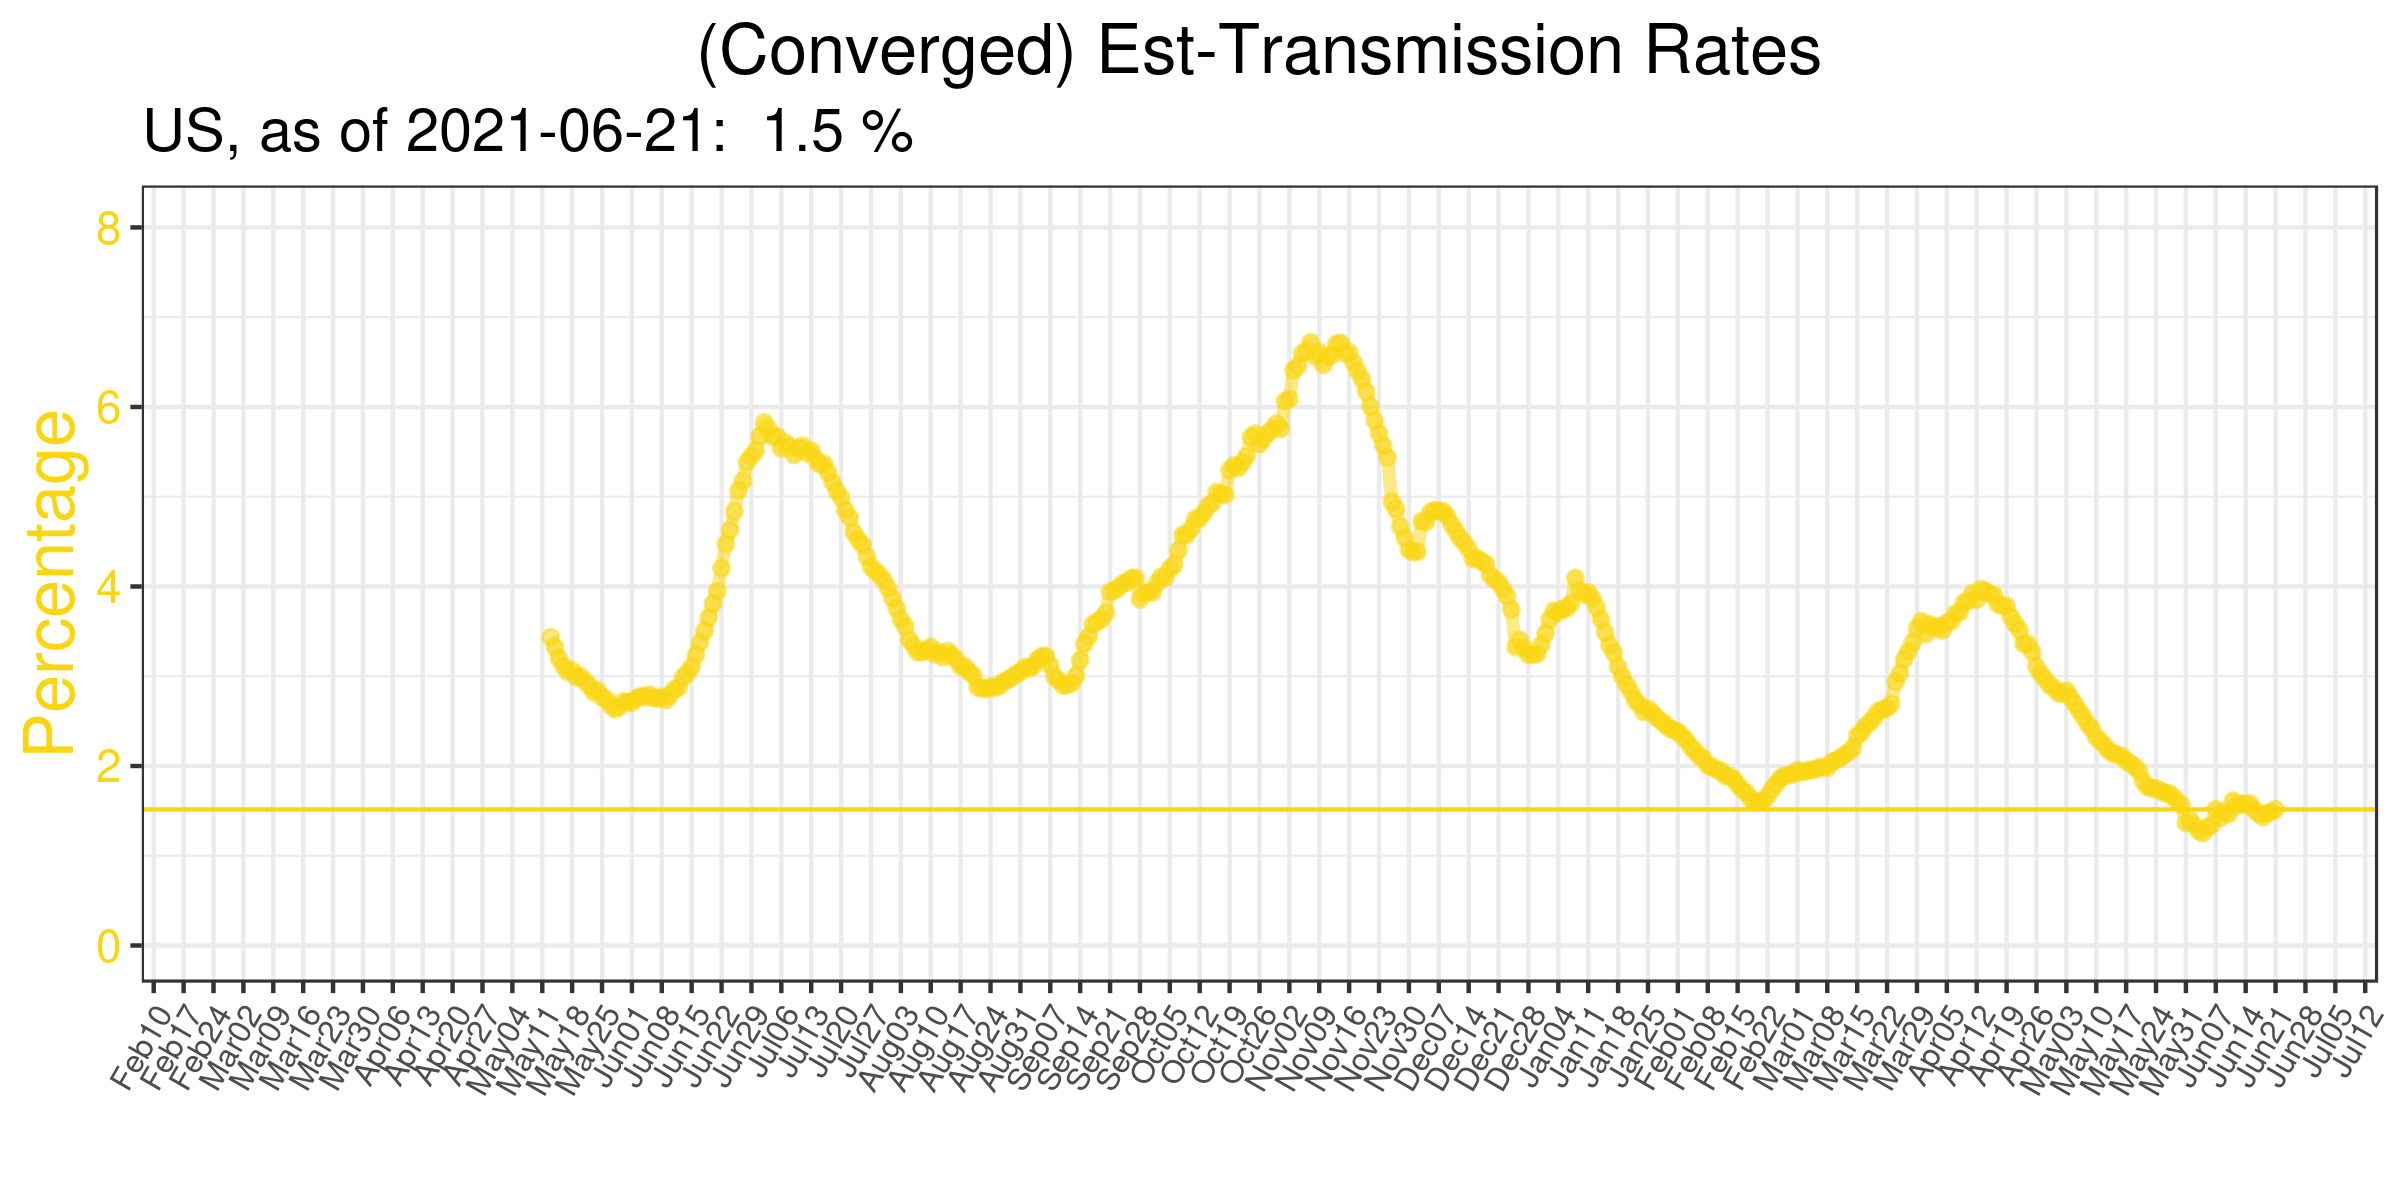 (Converged) Est-Transmission Rates
US, as of 2021-06-21: 1.5 %
Percentage
8
6
4
2
0
Feb10
Feb17
Feb24
Mar02
Mar09
Mar16
Mar23
Mar30
Apr06
Apr13
Apr20
Apr27
May04
May11
May18
May25
Jun01
Jun08
Jun15
Jun22
Jun29
Jul06
Jul13
Jul20
Jul27
Aug03
Aug10
Aug17
Aug24
Aug31
Sep07
Sep14
Sep21
Sep28
Oct05
Oct12
Oct19
Oct26
Nov02
Nov09
Nov16
Nov23
Nov30
Dec07
Dec14
Dec21
Dec28
Jan04
Jan11
Jan18
Jan25
Feb01
Feb08
Feb15
Feb22
Mar01
Mar08
Mar15
Mar22
Mar29
Apr05
Apr12
Apr19
Apr26
May03
May10
May17
May24
May31
Jun07
Jun14
Jun21
Jun28
Jul05
Jul12